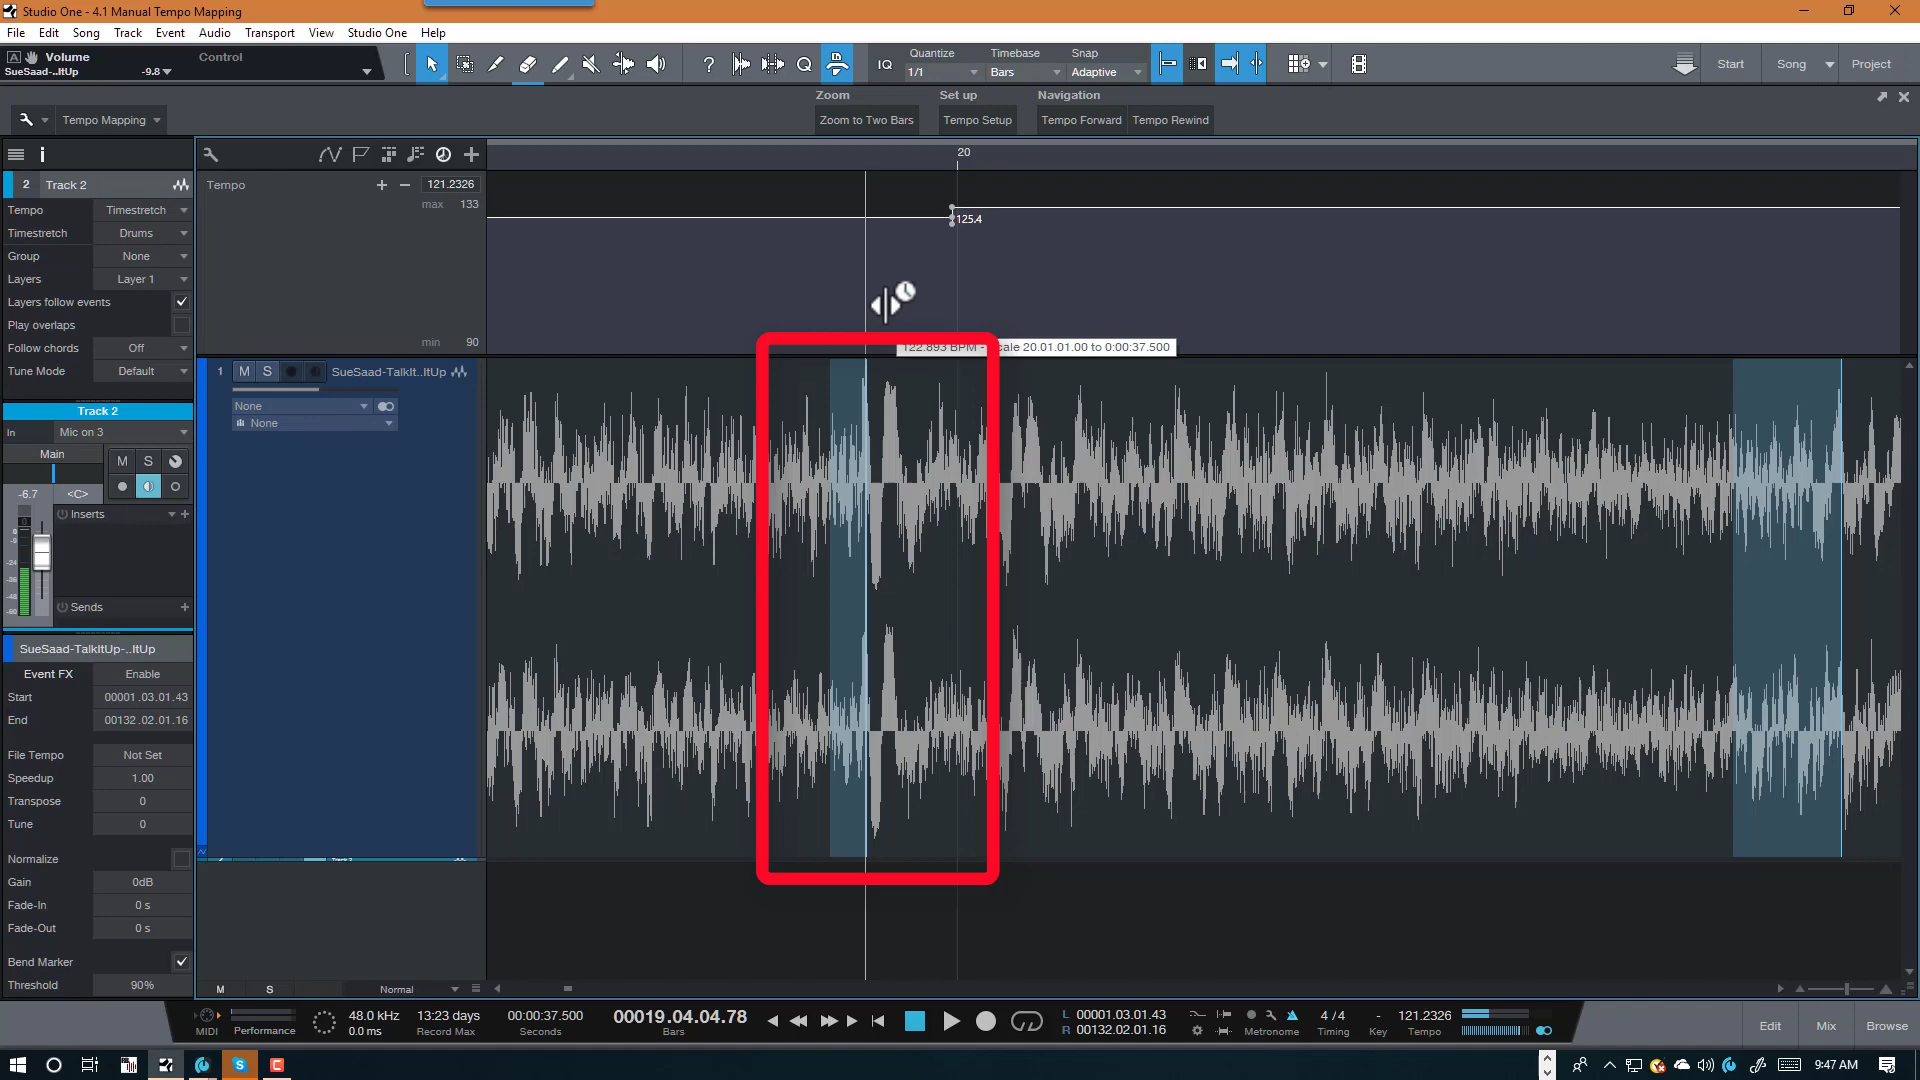 Studio One - 4.1 Manual Tempo Mapping
File Edit Song Track Event Audio Transport View Studio One Help
A Volume Control
SueSaad-..ItUp -9.8
? Q IQ
Quantize Timebase Snap
1/1 Bars Adaptive
Start Song Project
Zoom Set up Navigation
Tempo Mapping Zoom to Two Bars Tempo Setup Tempo Forward Tempo Rewind
i
20
2 Track 2
Tempo Timestretch
Timestretch Drums
Group None
Layers Layer 1
Layers follow events
Play overlaps
Follow chords Off
Tune Mode Default
Tempo + - 121.2326
max 133
125.4
min 90
122.893 BPM -
cale 20.01.01.00 to 0:00:37.500
1 M S SueSaad-TalkIt..ItUp
None
None
Track 2
In Mic on 3
Main M S
-6.7 <C>
Inserts
0
-9
-24
-36
-48
-60
Sends
SueSaad-TalkItUp-..ItUp
Event FX Enable
Start 00001.03.01.43
End 00132.02.01.16
File Tempo Not Set
Speedup 1.00
Transpose 0
Tune 0
Normalize
Gain 0dB
Fade-In 0 s
Fade-Out 0 s
Bend Marker
Threshold 90%
M S Normal
MIDI Performance
48.0 kHz
0.0 ms
13:23 days
Record Max
00:00:37.500
Seconds
00019.04.04.78
Bars
L 00001.03.01.43
R 00132.02.01.16
Metronome
4 / 4
Timing
-
Key
121.2326
Tempo
Edit Mix Browse
S C
9:47 AM